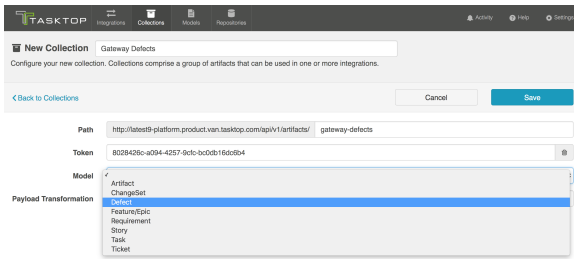 TASKTOP
Integrations
Collections
Models
Repositories
Activity
Help
Settings
New Collection
Gateway Defects
Configure your new collection. Collections comprise a group of artifacts that can be used in one or more integrations.
Back to Collections
Cancel
Save
Path
http://latest9-platform.product.van.tasktop.com/api/v1/artifacts/
gateway-defects
Token
8028426c-a094-4257-9cfc-bc0db16dc6b4
Model
✓
Artifact
ChangeSet
Defect
Feature/Epic
Requirement
Story
Task
Ticket
Payload Transformation